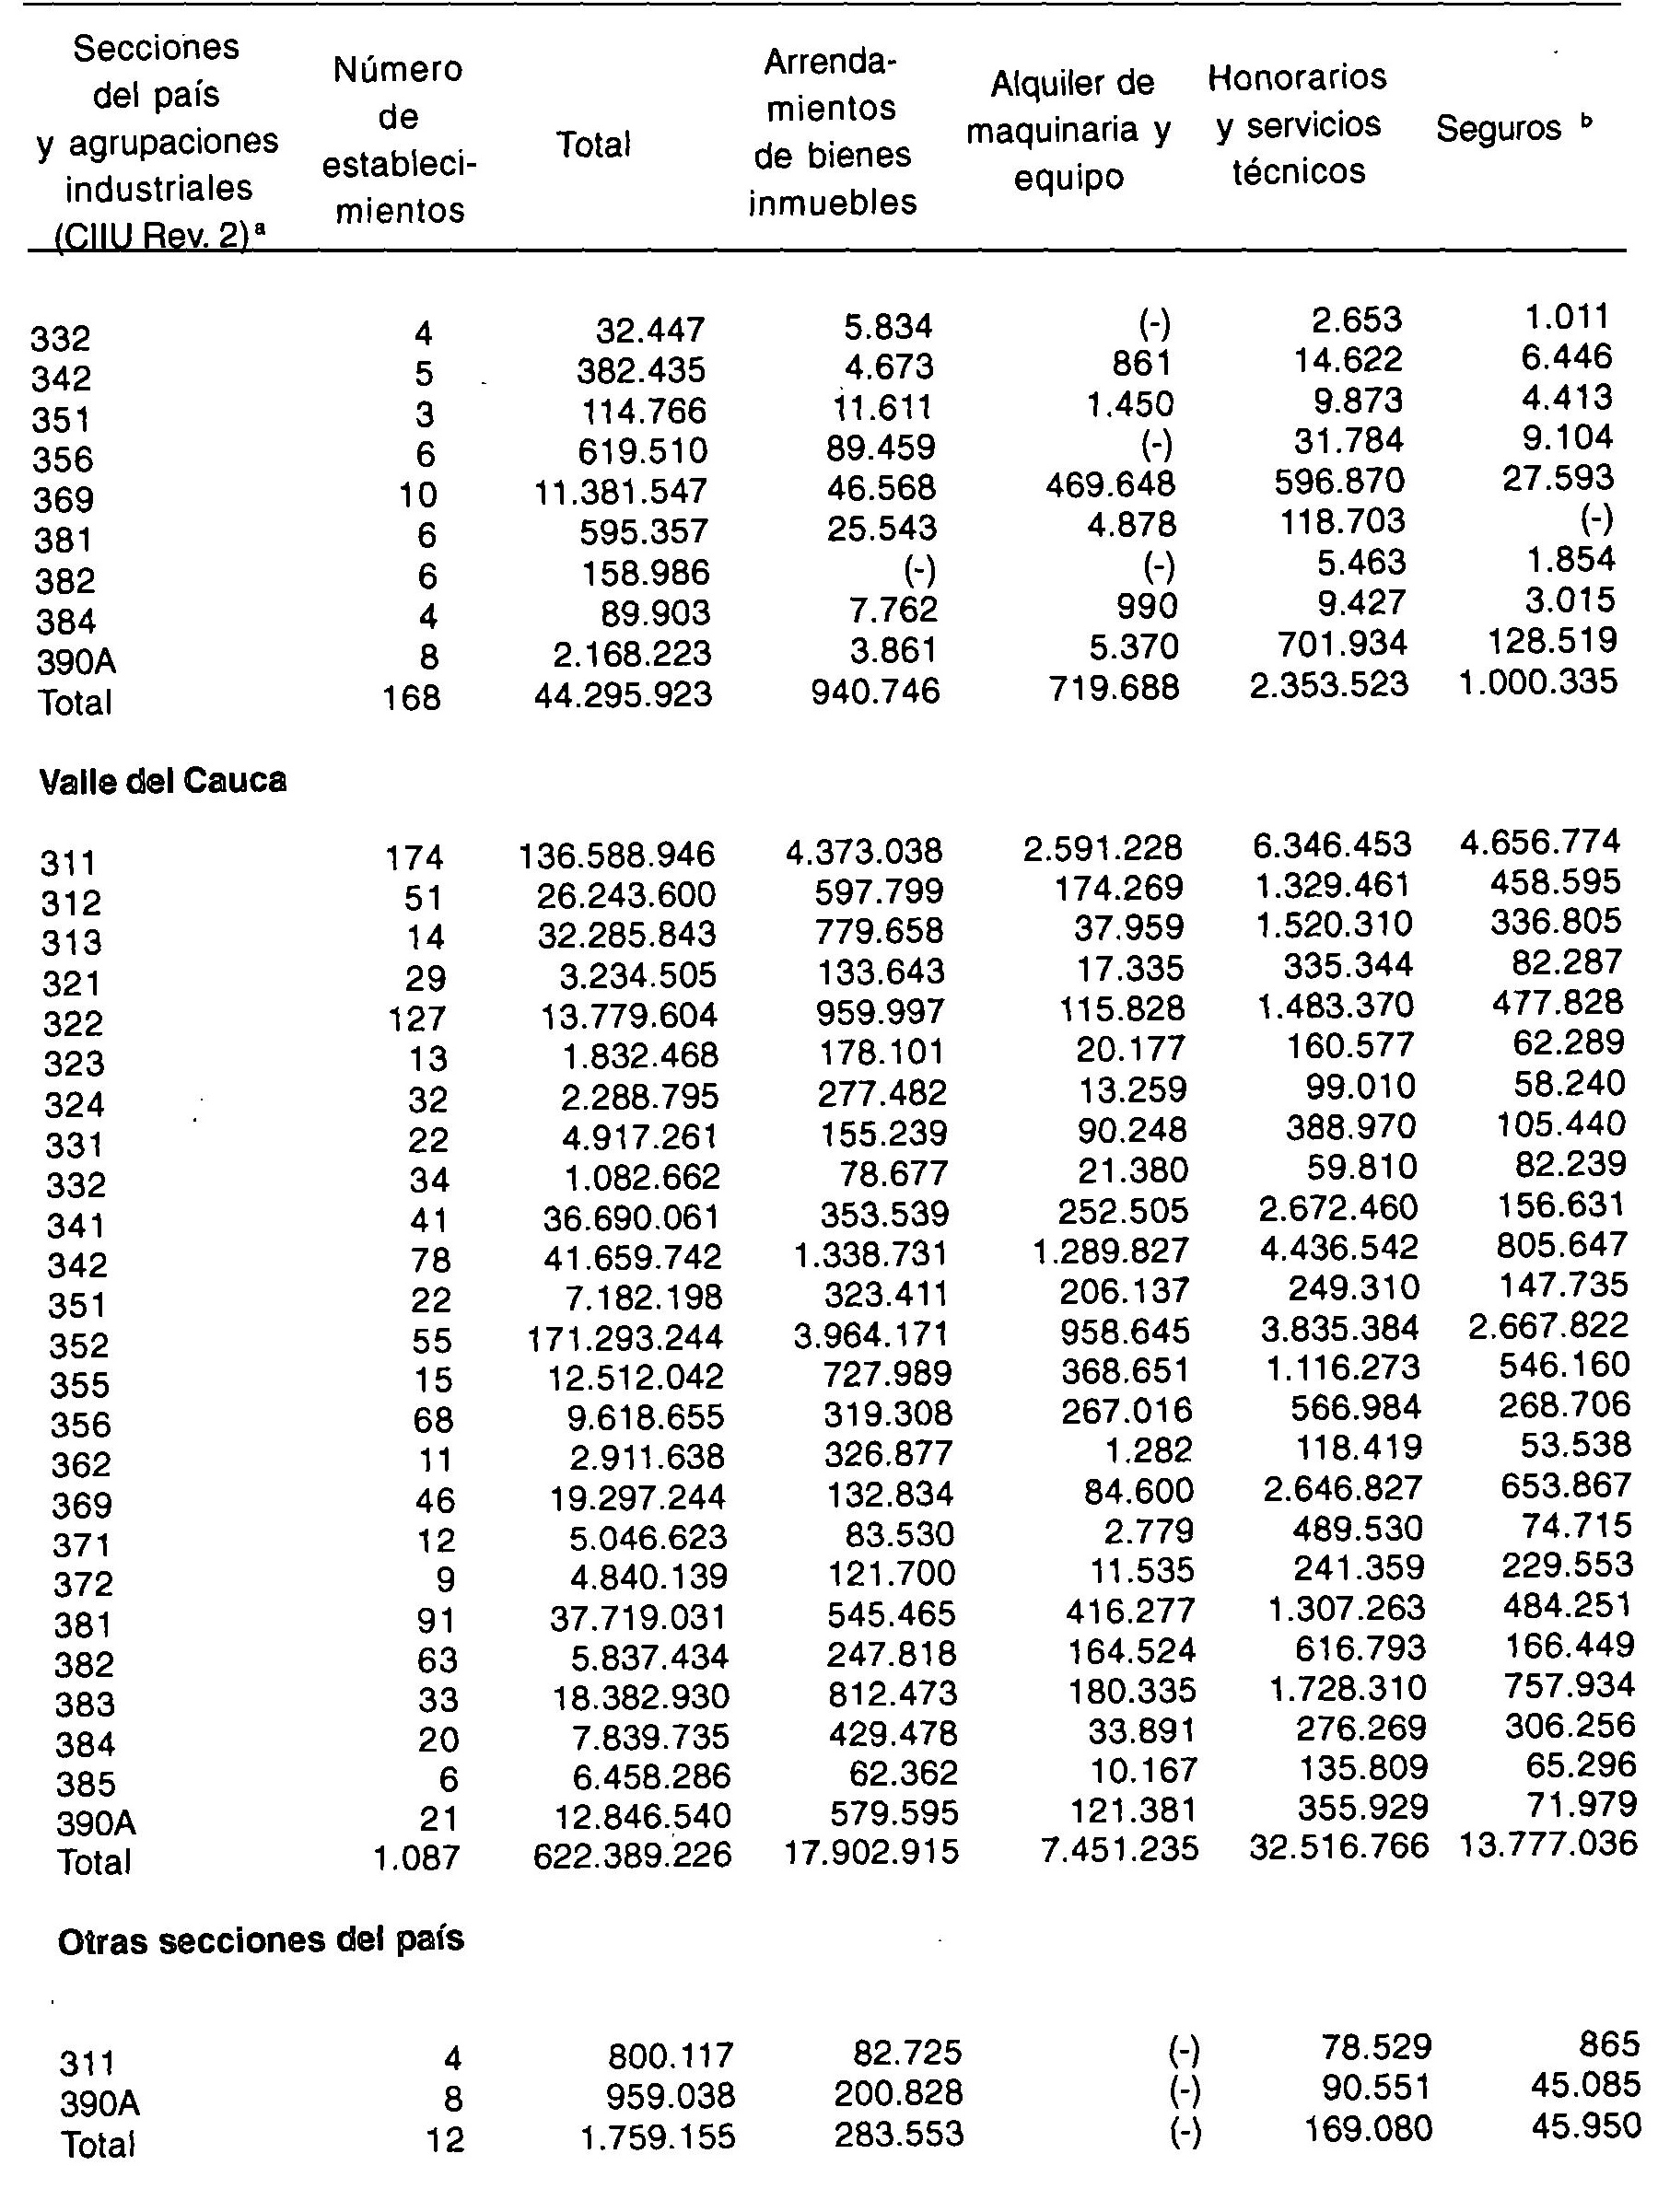 Secciones del país y agrupaciones industriales (CIIU Rev. 2) a | Número de estableci- mientos | Total | Arrenda- mientos de bienes inmuebles | Alquiler de maquinaria y equipo | Honorarios y servicios técnicos | Seguros b
332 4 32.447 5.834 (-) 2.653 1.011
342 5 382.435 4.673 861 14.622 6.446
351 3 114.766 11.611 1.450 9.873 4.413
356 6 619.510 89.459 (-) 31.784 9.104
369 10 11.381.547 46.568 469.648 596.870 27.593
381 6 595.357 25.543 4.878 118.703 (-)
382 6 158.986 (-) (-) 5.463 1.854
384 4 89.903 7.762 990 9.427 3.015
390A 8 2.168.223 3.861 5.370 701.934 128.519
Total 168 44.295.923 940.746 719.688 2.353.523 1.000.335
Valle del Cauca
311 174 136.588.946 4.373.038 2.591.228 6.346.453 4.656.774
312 51 26.243.600 597.799 174.269 1.329.461 458.595
313 14 32.285.843 779.658 37.959 1.520.310 336.805
321 29 3.234.505 133.643 17.335 335.344 82.287
322 127 13.779.604 959.997 115.828 1.483.370 477.828
323 13 1.832.468 178.101 20.177 160.577 62.289
324 32 2.288.795 277.482 13.259 99.010 58.240
331 22 4.917.261 155.239 90.248 388.970 105.440
332 34 1.082.662 78.677 21.380 59.810 82.239
341 41 36.690.061 353.539 252.505 2.672.460 156.631
342 78 41.659.742 1.338.731 1.289.827 4.436.542 805.647
351 22 7.182.198 323.411 206.137 249.310 147.735
352 55 171.293.244 3.964.171 958.645 3.835.384 2.667.822
355 15 12.512.042 727.989 368.651 1.116.273 546.160
356 68 9.618.655 319.308 267.016 566.984 268.706
362 11 2.911.638 326.877 1.282 118.419 53.538
369 46 19.297.244 132.834 84.600 2.646.827 653.867
371 12 5.046.623 83.530 2.779 489.530 74.715
372 9 4.840.139 121.700 11.535 241.359 229.553
381 91 37.719.031 545.465 416.277 1.307.263 484.251
382 63 5.837.434 247.818 164.524 616.793 166.449
383 33 18.382.930 812.473 180.335 1.728.310 757.934
384 20 7.839.735 429.478 33.891 276.269 306.256
385 6 6.458.286 62.362 10.167 135.809 65.296
390A 21 12.846.540 579.595 121.381 355.929 71.979
Total 1.087 622.389.226 17.902.915 7.451.235 32.516.766 13.777.036
Otras secciones del país
311 4 800.117 82.725 (-) 78.529 865
390A 8 959.038 200.828 (-) 90.551 45.085
Total 12 1.759.155 283.553 (-) 169.080 45.950